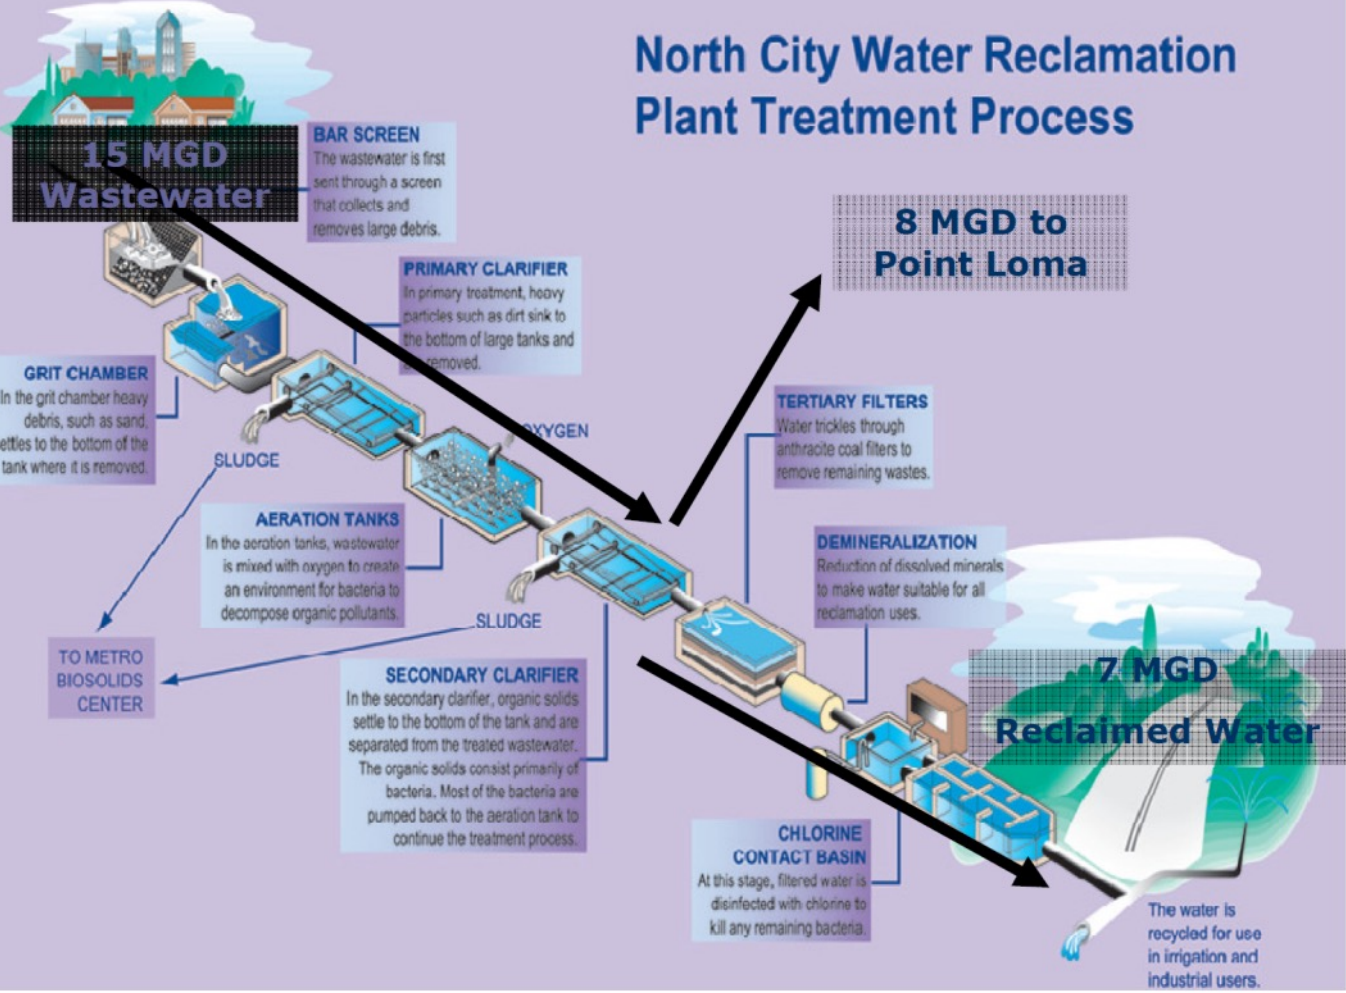 North City Water Reclamation
Plant Treatment Process
15 MGD
Wastewater
BAR SCREEN
The wastewater is first
sent through a screen
that collects and
removes large debris.
8 MGD to
Point Loma
PRIMARY CLARIFIER
In primary treatment, heavy
particles such as dirt sink to
the bottom of large tanks and
removed.
GRIT CHAMBER
In the grit chamber heavy
debris, such as sand,
ettles to the bottom of the
tank where it is removed.
SLUDGE
OXYGEN
TERTIARY FILTERS
Water trickles through
anthracite coal filters to
remove remaining wastes.
AERATION TANKS
In the aeration tanks, wastewater
is mixed with oxygen to create
an environment for bacteria to
decompose organic pollutants.
DEMINERALIZATION
Reduction of dissolved minerals
to make water suitable for all
reclamation uses.
SLUDGE
TO METRO
BIOSOLIDS
CENTER
SECONDARY CLARIFIER
In the secondary clarifier, organic solids
settle to the bottom of the tank and are
separated from the treated wastewater.
The organic solids consist primarily of
bacteria. Most of the bacteria are
pumped back to the aeration tank to
continue the treatment process.
7 MGD
Reclaimed Water
CHLORINE
CONTACT BASIN
At this stage, filtered water is
disinfected with chlorine to
kill any remaining bacteria.
The water is
recycled for use
in irrigation and
industrial users.